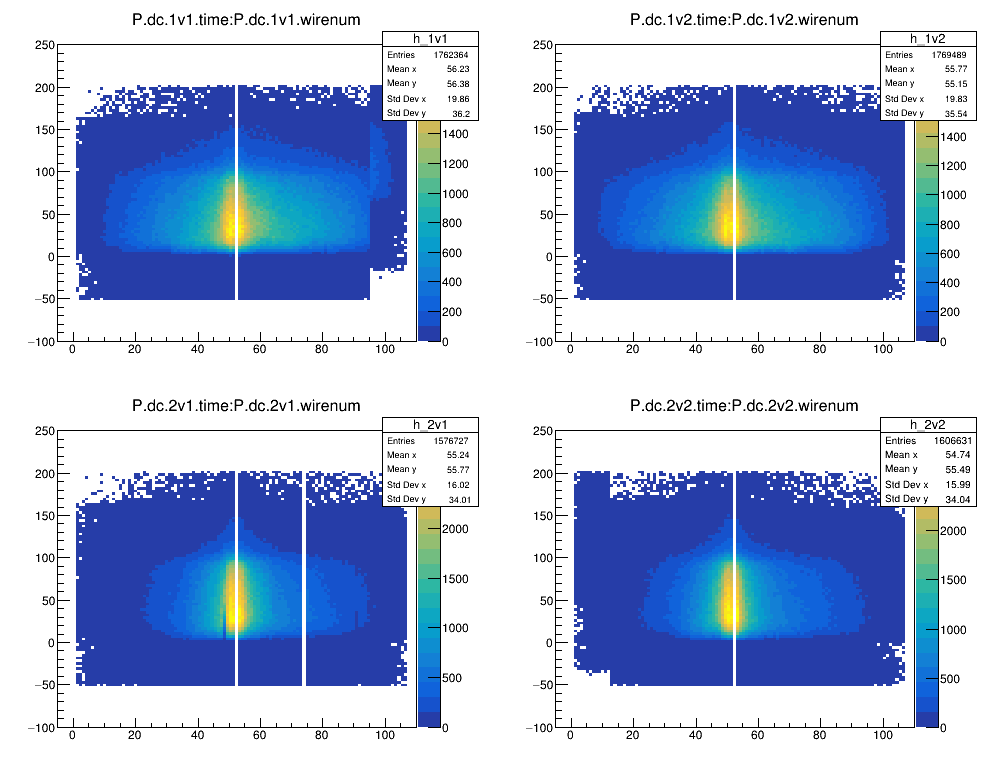 P.dc.1v1.time:P.dc.1v1.wirenum
h_1v1
Entries 1762364
Mean x 56.23
Mean y 56.38
Std Dev x 19.86
Std Dev y 36.2
250
200
150
100
50
0
−50
−100
0 20 40 60 80 100
1400
1200
1000
800
600
400
200
0
P.dc.1v2.time:P.dc.1v2.wirenum
h_1v2
Entries 1769489
Mean x 55.77
Mean y 55.15
Std Dev x 19.83
Std Dev y 35.54
250
200
150
100
50
0
−50
−100
0 20 40 60 80 100
1400
1200
1000
800
600
400
200
0
P.dc.2v1.time:P.dc.2v1.wirenum
h_2v1
Entries 1576727
Mean x 55.24
Mean y 55.77
Std Dev x 16.02
Std Dev y 34.01
250
200
150
100
50
0
−50
−100
0 20 40 60 80 100
2000
1500
1000
500
0
P.dc.2v2.time:P.dc.2v2.wirenum
h_2v2
Entries 1606631
Mean x 54.74
Mean y 55.49
Std Dev x 15.99
Std Dev y 34.04
250
200
150
100
50
0
−50
−100
0 20 40 60 80 100
2000
1500
1000
500
0